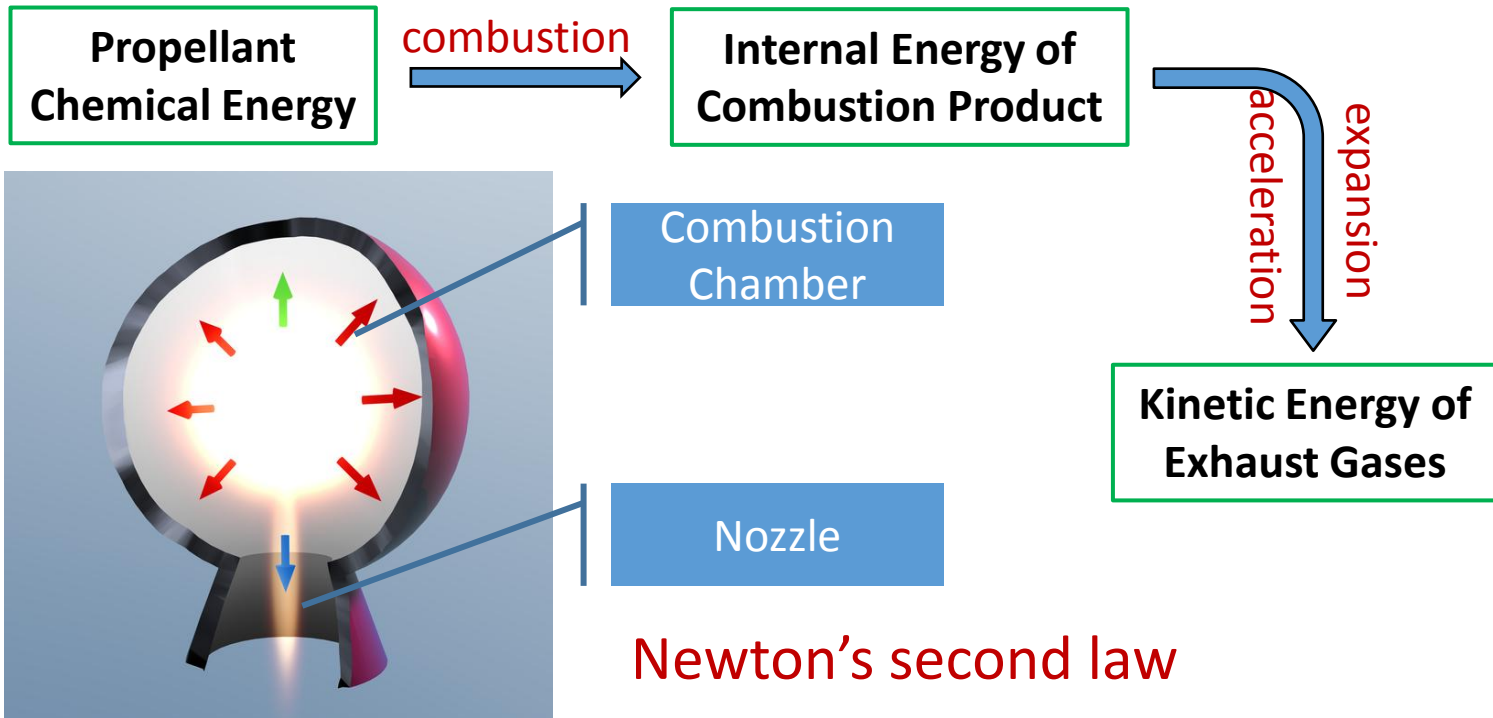 Propellant
Chemical Energy
combustion
Internal Energy of
Combustion Product
acceleration
expansion
Combustion
Chamber
Kinetic Energy of
Exhaust Gases
Nozzle
Newton’s second law